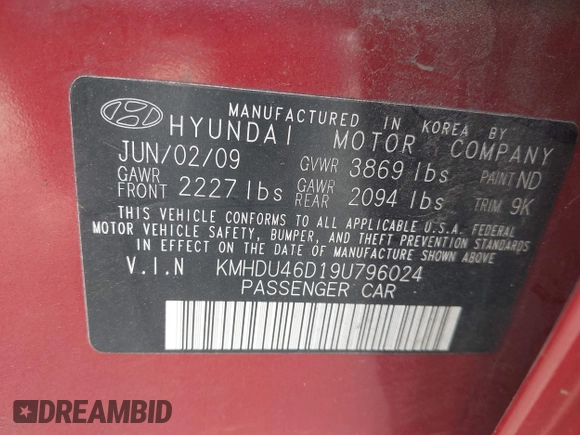 MANUFACTURED IN KOREA BY
HYUNDAI MOTOR COMPANY
JUN/02/09 GVWR 3869 lbs PAINT ND
GAWR FRONT 2227 lbs GAWR REAR 2094 lbs TRIM 9K
THIS VEHICLE CONFORMS TO ALL APPLICABLE U.S.A. FEDERAL
MOTOR VEHICLE SAFETY, BUMPER, AND THEFT PREVENTION STANDARDS
IN EFFECT ON THE DATE OF MANUFACTURE SHOWN ABOVE
V.I.N KMHDU46D19U796024
PASSENGER CAR
DREAMBID